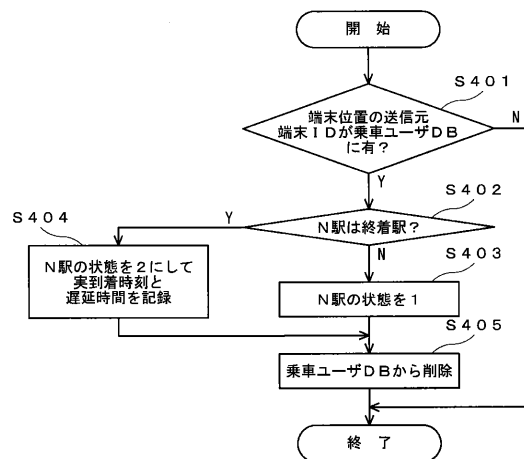 開 始
S401
端末位置の送信元
端末IDが乗車ユーザDB
に有?
N
Y
S402
N駅は終着駅?
Y
N
S404
N駅の状態を2にして
実到着時刻と
遅延時間を記録
S403
N駅の状態を1
S405
乗車ユーザDBから削除
終 了